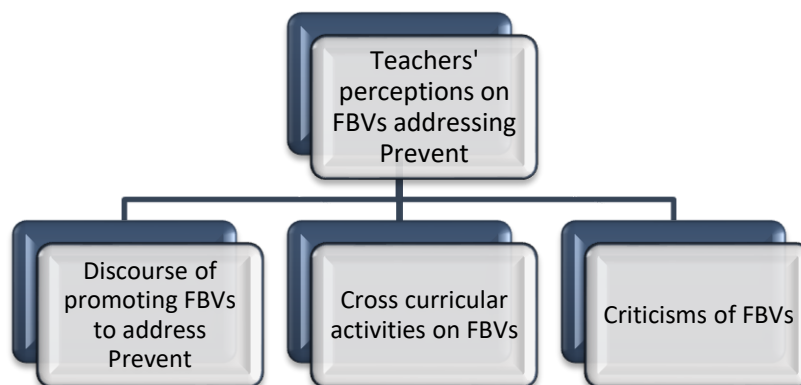 Teachers'
perceptions on
FBVs addressing
Prevent
Discourse of
promoting FBVs
to address
Prevent
Cross curricular
activities on FBVs
Criticisms of FBVs